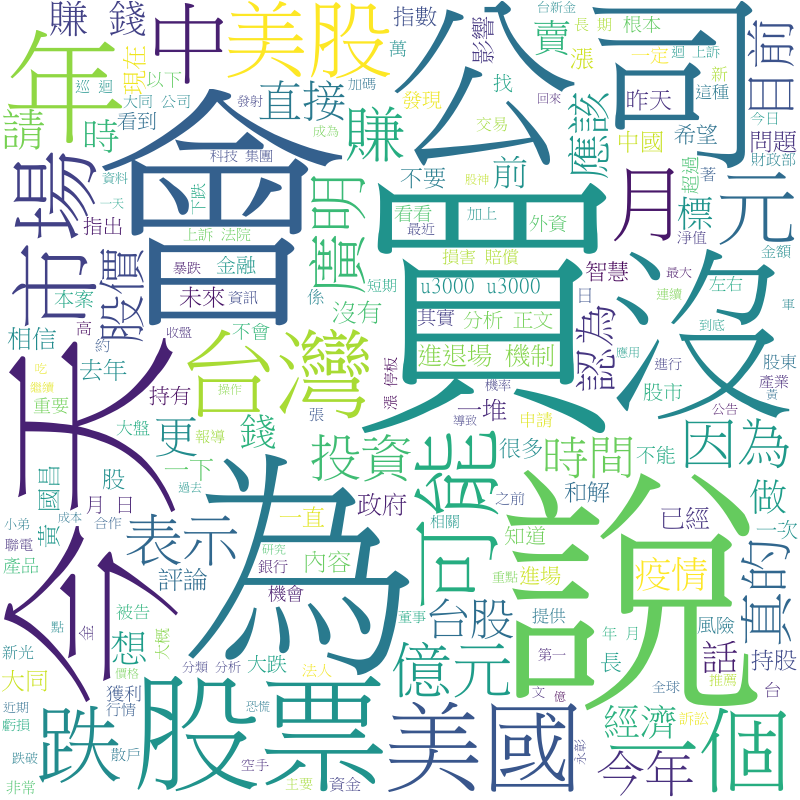 賺 錢
中
美股
指數
影響
賣
台新金
長 期
根本
迴 上訴
年
現在
萬
漲
一定
新
目前
司
公
會
巡 迴
以下
大同 公司
發射
加碼
直接
找
發現
昨天
這種
回來
今日
請
時
看到
成為
賺
交易
應該
中國
希望
問題
財政部
科技 集團
股神
超過
著
場
市
資料
一天
下跌
不要
前
月
元
標
淨值
金額
指出
上訴 法院
廣明
看看
加上
外資
最近
買
沒
股價
暴跌
金融
損害 賠償
智慧
左右
最大
連續
軍
本案
未來
資訊
短期
u3000 u3000
係
日
高
約
收盤
不會
沒有
其實
分析 正文
認為
到底
相信
去年
台灣
進退場 機制
應用
進行
股東
今天
吃
繼續
操作
漲 停板
機率
股市
產業
黃
重要
持有
為
張
一堆
申請
公告
大盤
報導
更
錢
導致
說
因為
國昌
股
投資
可能
很多
時間
不能
黃
月 日
一下
過去
做
小弟
成本
合作
政府
之前
和解
已經
一次
聯電
表示
一直
相關
知道
真的
產品
研究
銀行
內容
重點
進場
疫情
評論
機會
點
被告
想
董事
台股
提供
風險
金
大概
話
年 月
持股
新光
分類 分析
大跌
法人
億元
第一
長
大同
價格
台
獲利
行情
文
億
全球
推薦
近期
虧損
跌
股票
恐慌
美國
經濟
訴訟
一個
跌破
散戶
空手
永彰
今年
非常
主要
資金